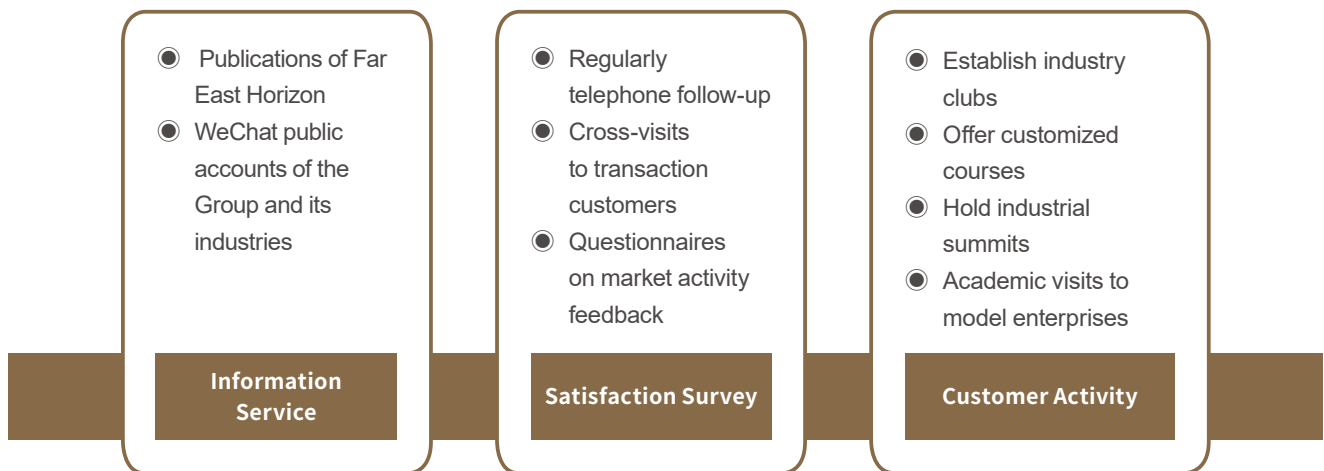 Publications of Far
East Horizon
WeChat public
accounts of the
Group and its
industries
Information
Service
Regularly
telephone follow-up
Cross-visits
to transaction
customers
Questionnaires
on market activity
feedback
Satisfaction Survey
Establish industry
clubs
Offer customized
courses
Hold industrial
summits
Academic visits to
model enterprises
Customer Activity